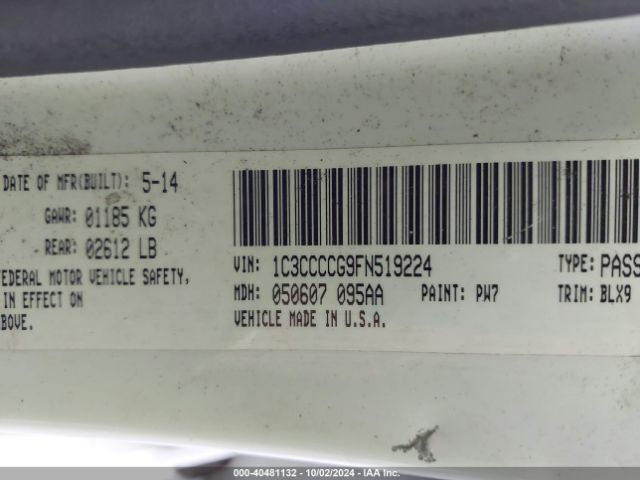 DATE OF MFR(BUILT): 5-14
GAWR: 01185 KG
REAR: 02612 LB
FEDERAL MOTOR VEHICLE SAFETY,
IN EFFECT ON
ABOVE.
VIN: 1C3CCCCG9FN519224 TYPE: PASS
MDH: 050607 095AA PAINT: PW7 TRIM: BLX9
VEHICLE MADE IN U.S.A.
000-40481132 - 10/02/2024 - IAA Inc.